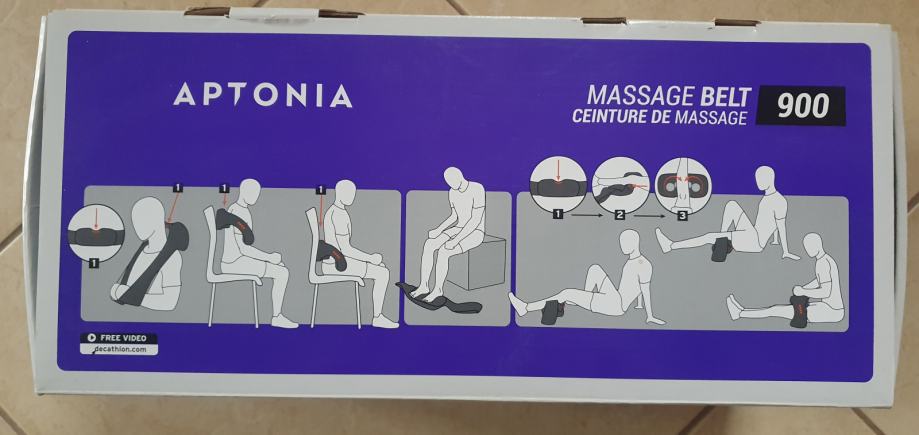 APTONIA
MASSAGE BELT
CEINTURE DE MASSAGE
900
1
1
1
1
1
2
3
FREE VIDEO
decathlon.com